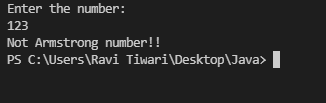 Enter the number:
123
Not Armstrong number!!
PS C:\Users\Ravi Tiwari\Desktop\Java>